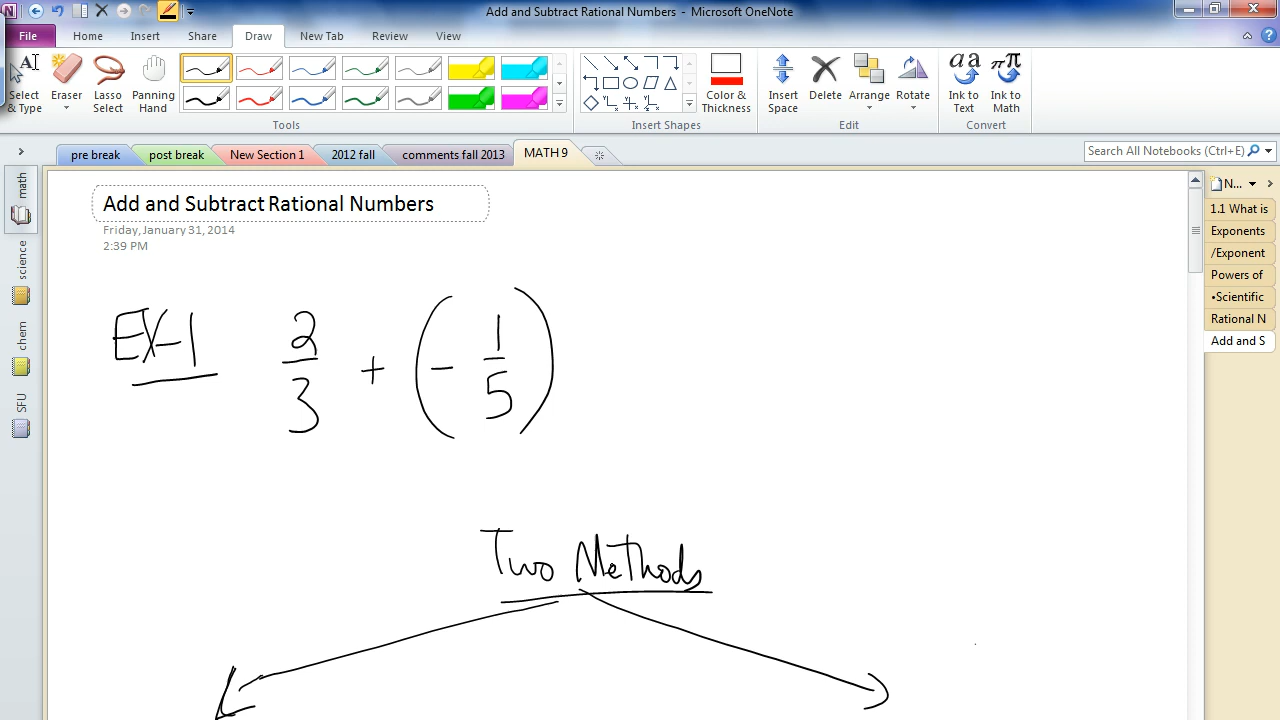 Add and Subtract Rational Numbers - Microsoft OneNote
File Home Insert Share Draw New Tab Review View
Select & Type
Eraser
Lasso Select
Panning Hand
Color & Thickness
Insert Space
Delete
Arrange
Rotate
Ink to Text
Ink to Math
Tools Insert Shapes Edit Convert
pre break post break New Section 1 2012 fall comments fall 2013 MATH 9 Search All Notebooks (Ctrl+E)
math
science
chem
SFU
N...
1.1 What is
Exponents
/Exponent
Powers of
•Scientific
Rational N
Add and S
Add and Subtract Rational Numbers
Friday, January 31, 2014
2:39 PM
EX-1 2/3 + (- 1/5)
Two Methods